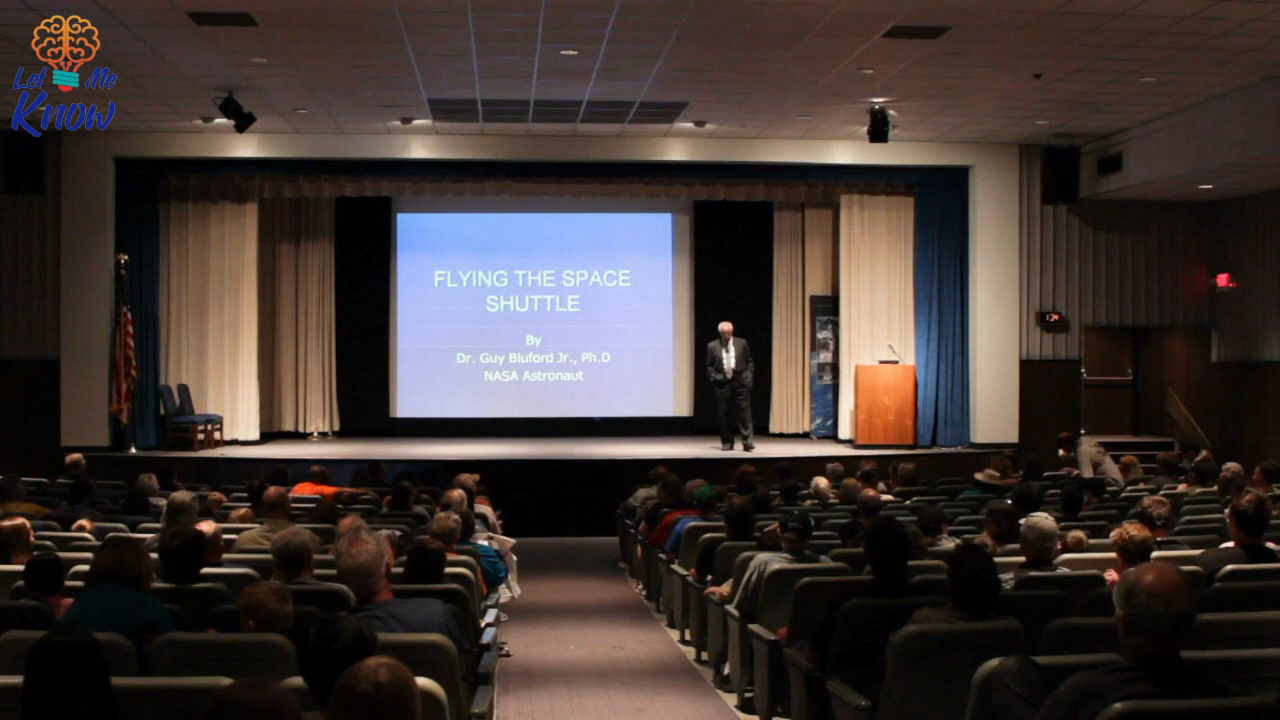 Let Me
Know
FLYING THE SPACE
SHUTTLE
By
Dr. Guy Bluford Jr., Ph.D
NASA Astronaut